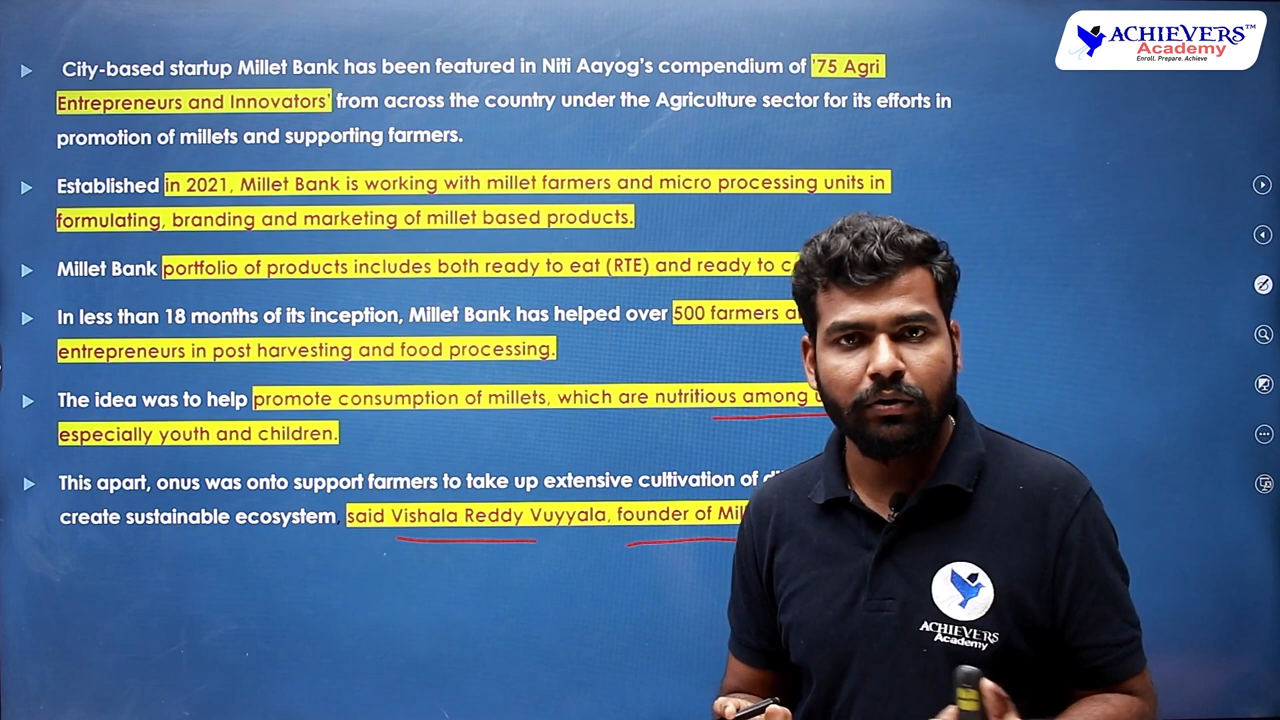 ACHIEVERS™
Academy
Enroll. Prepare. Achieve
City-based startup Millet Bank has been featured in Niti Aayog's compendium of '75 Agri
Entrepreneurs and Innovators' from across the country under the Agriculture sector for its efforts in
promotion of millets and supporting farmers.
Established in 2021, Millet Bank is working with millet farmers and micro processing units in
formulating, branding and marketing of millet based products.
Millet Bank portfolio of products includes both ready to eat (RTE) and ready to
In less than 18 months of its inception, Millet Bank has helped over 500 farmers
entrepreneurs in post harvesting and food processing.
The idea was to help promote consumption of millets, which are nutritious among
especially youth and children.
This apart, onus was onto support farmers to take up extensive cultivation of
create sustainable ecosystem, said Vishala Reddy Vuyyala, founder of
ACHIEVERS
Academy